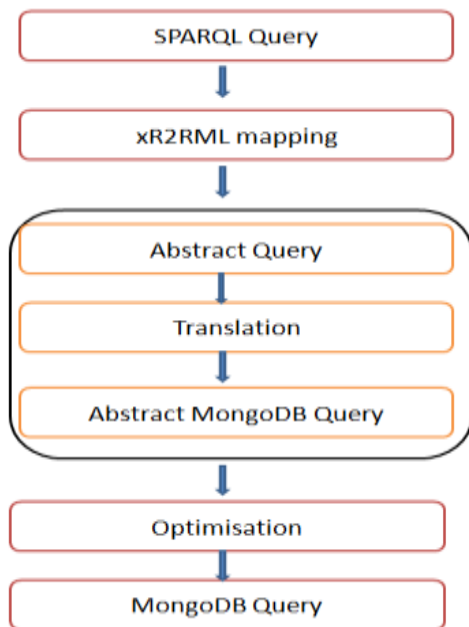 SPARQL Query
xR2RML mapping
Abstract Query
Translation
Abstract MongoDB Query
Optimisation
MongoDB Query